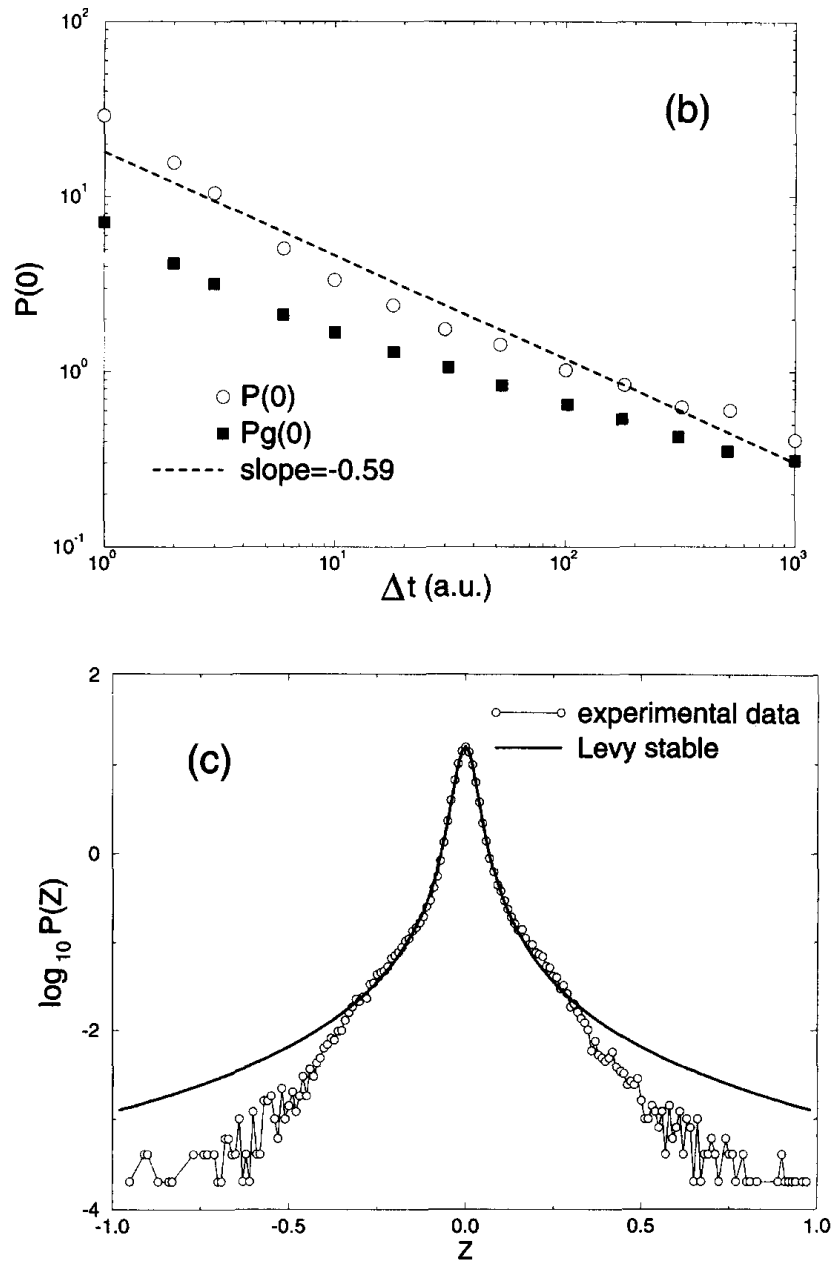 10²
(b)
10¹
P(0)
10⁰
P(0)
Pg(0)
slope=-0.59
10⁻¹
10⁰ 10¹ 10² 10³
Δt (a.u.)
2
experimental data
Levy stable
(c)
0
log₁₀ P(Z)
-2
-4
-1.0 -0.5 0.0 0.5 1.0
Z